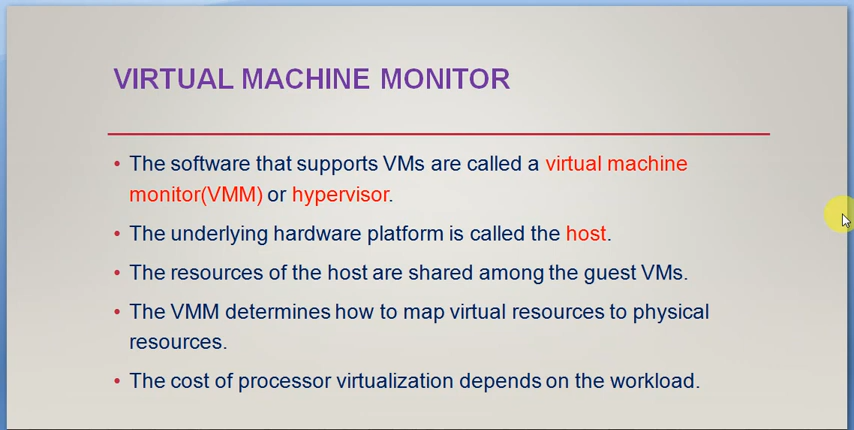 VIRTUAL MACHINE MONITOR
• The software that supports VMs are called a virtual machine
monitor(VMM) or hypervisor.
• The underlying hardware platform is called the host.
• The resources of the host are shared among the guest VMs.
• The VMM determines how to map virtual resources to physical
resources.
• The cost of processor virtualization depends on the workload.